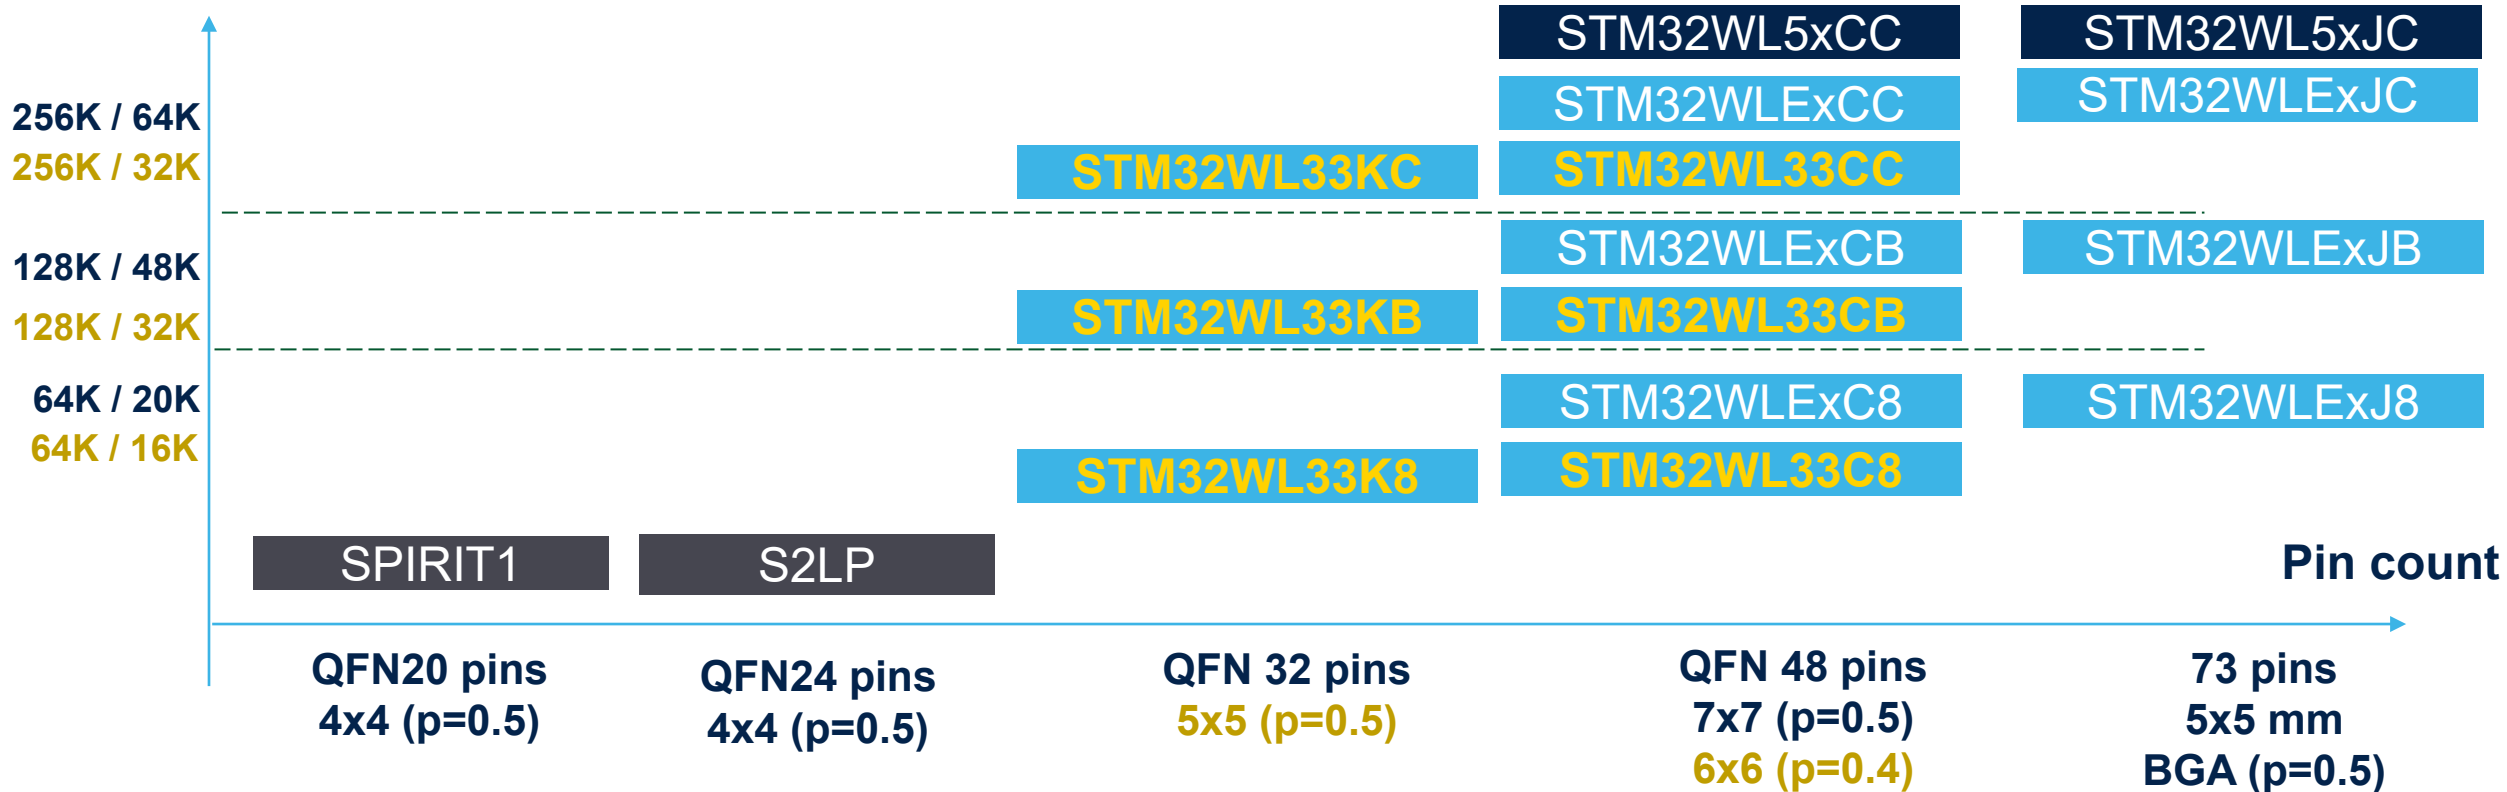 STM32WL5xCC
STM32WL5xJC
STM32WLExCC
STM32WLExJC
256K / 64K
256K / 32K
STM32WL33KC
STM32WL33CC
STM32WLExCB
STM32WLExJB
128K / 48K
128K / 32K
STM32WL33KB
STM32WL33CB
64K / 20K
STM32WLExC8
STM32WLExJ8
64K / 16K
STM32WL33K8
STM32WL33C8
SPIRIT1
S2LP
Pin count
QFN20 pins
4x4 (p=0.5)
QFN24 pins
4x4 (p=0.5)
QFN 32 pins
5x5 (p=0.5)
QFN 48 pins
7x7 (p=0.5)
6x6 (p=0.4)
73 pins
5x5 mm
BGA (p=0.5)